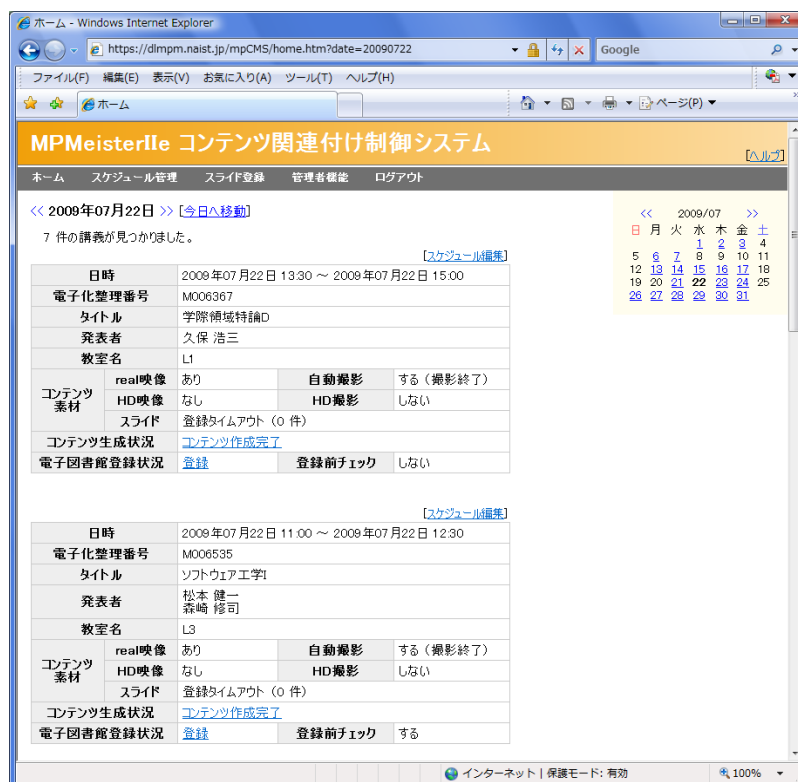 ホーム - Windows Internet Explorer
https://dlmpm.naist.jp/mpCMS/home.htm?date=20090722
Google
ファイル(F) 編集(E) 表示(V) お気に入り(A) ツール(T) ヘルプ(H)
ホーム
ページ(P)
MPMeisterIIe コンテンツ関連付け制御システム
[ヘルプ]
ホーム スケジュール管理 スライド登録 管理者機能 ログアウト
<< 2009年07月22日 >> [今日へ移動]
7 件の講義が見つかりました。
[スケジュール編集]
日時 2009年07月22日 13:30 ～ 2009年07月22日 15:00
電子化整理番号 M006367
タイトル 学際領域特論D
発表者 久保 浩三
教室名 L1
コンテンツ素材
real映像 あり 自動撮影 する（撮影終了）
HD映像 なし HD撮影 しない
スライド 登録タイムアウト（0 件）
コンテンツ生成状況 コンテンツ作成完了
電子図書館登録状況 登録 登録前チェック しない
[スケジュール編集]
日時 2009年07月22日 11:00 ～ 2009年07月22日 12:30
電子化整理番号 M006535
タイトル ソフトウェア工学I
発表者 松本 健一
森崎 修司
教室名 L3
コンテンツ素材
real映像 あり 自動撮影 する（撮影終了）
HD映像 なし HD撮影 しない
スライド 登録タイムアウト（0 件）
コンテンツ生成状況 コンテンツ作成完了
電子図書館登録状況 登録 登録前チェック する
<< 2009/07 >>
日 月 火 水 木 金 土
1 2 3 4
5 6 7 8 9 10 11
12 13 14 15 16 17 18
19 20 21 22 23 24 25
26 27 28 29 30 31
インターネット | 保護モード: 有効
100%